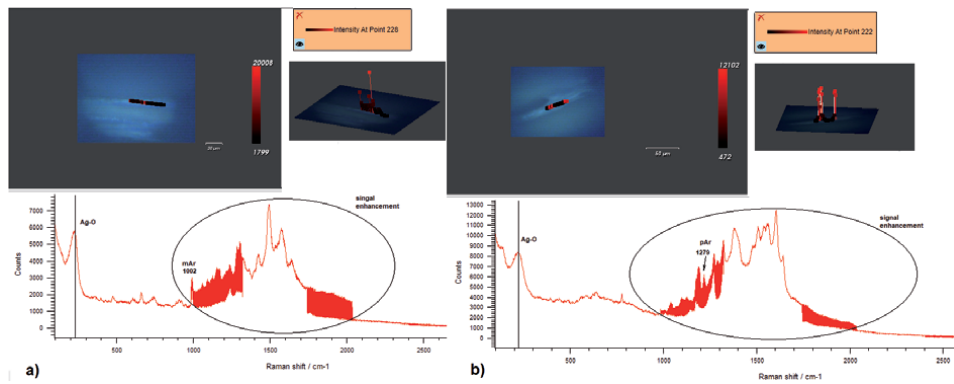 Intensity At Point 228
20008
1799
singal
enhancement
Ag-O
mAr
1002
Counts
7000
6000
5000
4000
3000
2000
1000
0
500
1000
1500
2000
2500
Raman shift / cm-1
a)
Intensity At Point 222
12102
472
signal
enhancement
Ag-O
pAr
Counts
13000
12000
11000
10000
9000
8000
7000
6000
5000
4000
3000
2000
1000
0
500
1000
1500
2000
2500
Raman shift / cm-1
b)